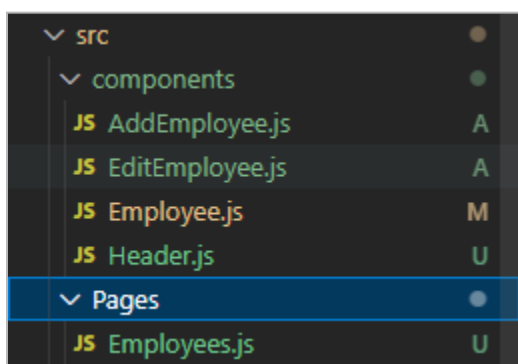 src
components
JS AddEmployee.js A
JS EditEmployee.js A
JS Employee.js M
JS Header.js U
Pages
JS Employees.js U